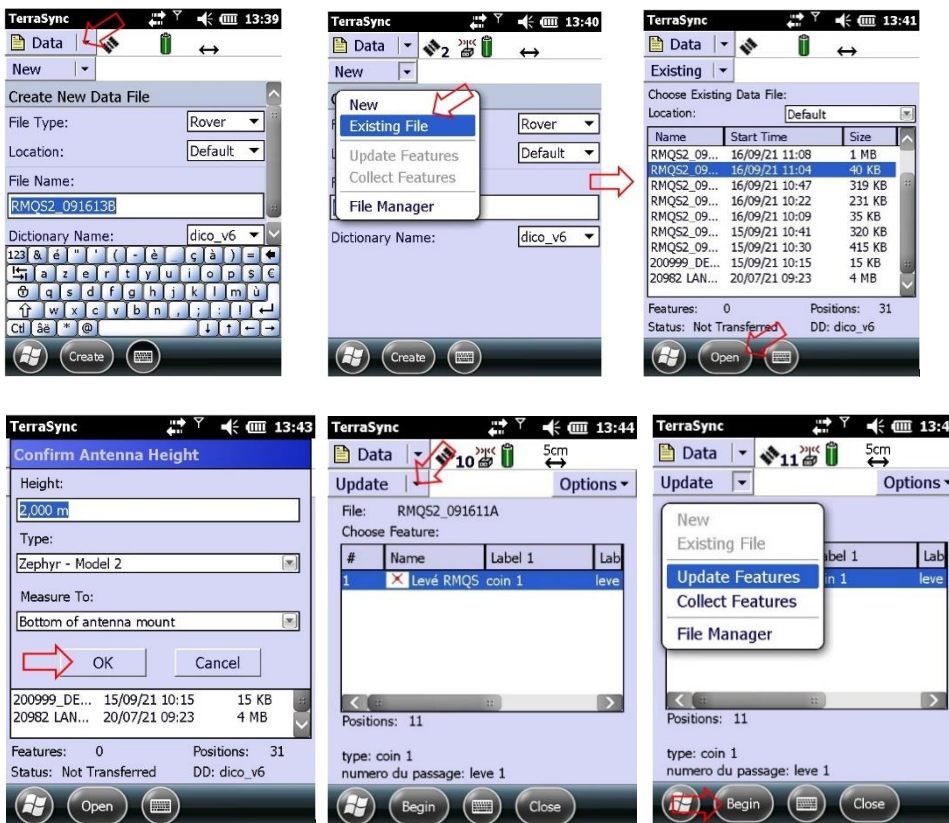 TerraSync 13:39
Data
New
Create New Data File
File Type: Rover
Location: Default
File Name:
RMQS2_091613B
Dictionary Name: dico_v6
123 & é " ' ( - è _ ç à ) =
a z e r t y u i o p $ €
q s d f g h j k l m ù
w x c v b n , ; : !
Ctl âë * @
Create
TerraSync 13:40
Data 2
New
New
Existing File
Update Features
Collect Features
File Manager
Rover
Default
Dictionary Name: dico_v6
Create
TerraSync 13:41
Data
Existing
Choose Existing Data File:
Location: Default
Name Start Time Size
RMQS2_09... 16/09/21 11:08 1 MB
RMQS2_09... 16/09/21 11:04 40 KB
RMQS2_09... 16/09/21 10:47 319 KB
RMQS2_09... 16/09/21 10:22 231 KB
RMQS2_09... 16/09/21 10:09 35 KB
RMQS2_09... 15/09/21 10:41 320 KB
RMQS2_09... 15/09/21 10:30 415 KB
200999_DE... 15/09/21 10:15 15 KB
20982 LAN... 20/07/21 09:23 4 MB
Features: 0 Positions: 31
Status: Not Transferred DD: dico_v6
Open
TerraSync 13:43
Confirm Antenna Height
Height:
2,000 m
Type:
Zephyr - Model 2
Measure To:
Bottom of antenna mount
OK Cancel
200999_DE... 15/09/21 10:15 15 KB
20982 LAN... 20/07/21 09:23 4 MB
Features: 0 Positions: 31
Status: Not Transferred DD: dico_v6
Open
TerraSync 13:44
Data 10 5cm
Update Options
File: RMQS2_091611A
Choose Feature:
# Name Label 1 Lab
1 Levé RMQS coin 1 leve
Positions: 11
type: coin 1
numero du passage: leve 1
Begin Close
TerraSync 13:4
Data 11 5cm
Update Options
New
Existing File
Update Features
Collect Features
File Manager
abel 1 Lab
in 1 leve
Positions: 11
type: coin 1
numero du passage: leve 1
Begin Close